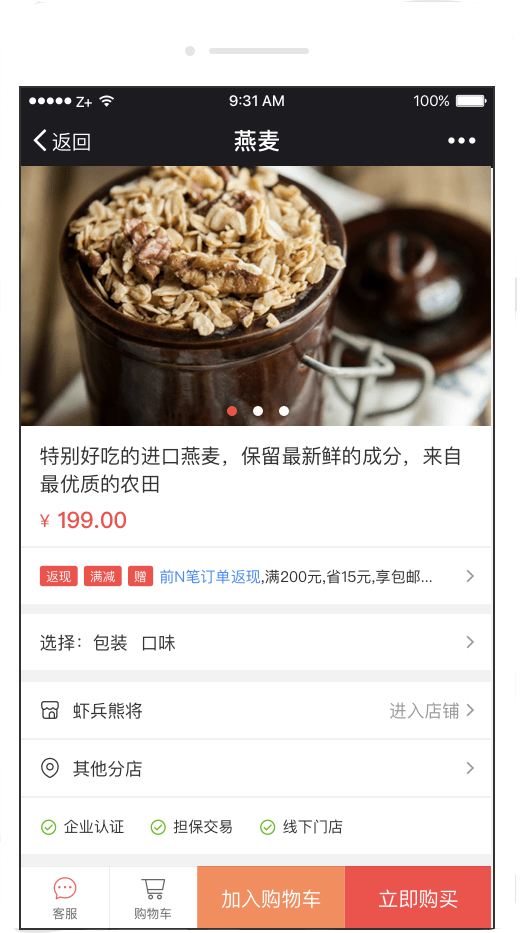 Z+ 9:31 AM 100%
返回 燕麦
特别好吃的进口燕麦，保留最新鲜的成分，来自
最优质的农田
¥ 199.00
返现 满减 赠 前N笔订单返现,满200元,省15元,享包邮...
选择：包装 口味
虾兵熊将 进入店铺
其他分店
企业认证 担保交易 线下门店
客服 购物车 加入购物车 立即购买